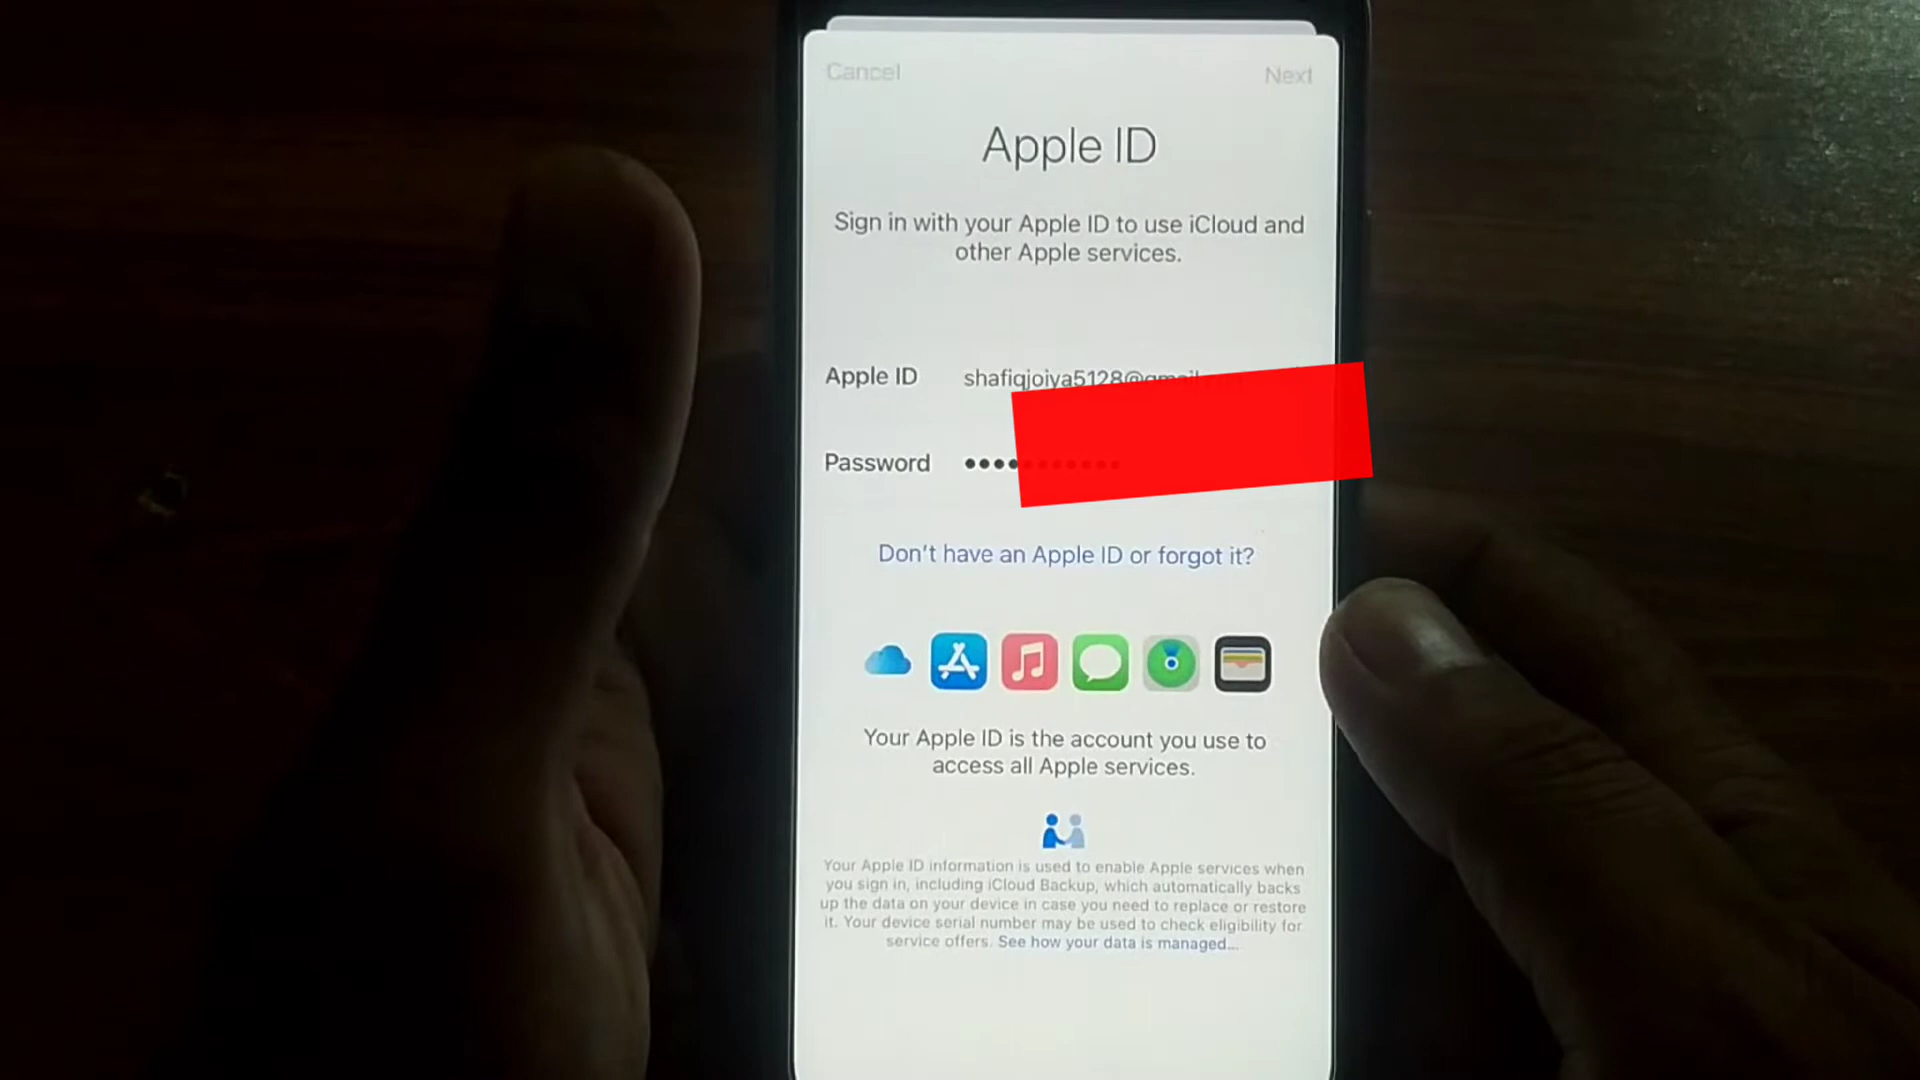 Cancel
Next
Apple ID
Sign in with your Apple ID to use iCloud and
other Apple services.
Apple ID
Password
Don't have an Apple ID or forgot it?
Your Apple ID is the account you use to
access all Apple services.
Your Apple ID information is used to enable Apple services when
you sign in, including iCloud Backup, which automatically backs
up the data on your device in case you need to replace or restore
it. Your device serial number may be used to check eligibility for
service offers. See how your data is managed...